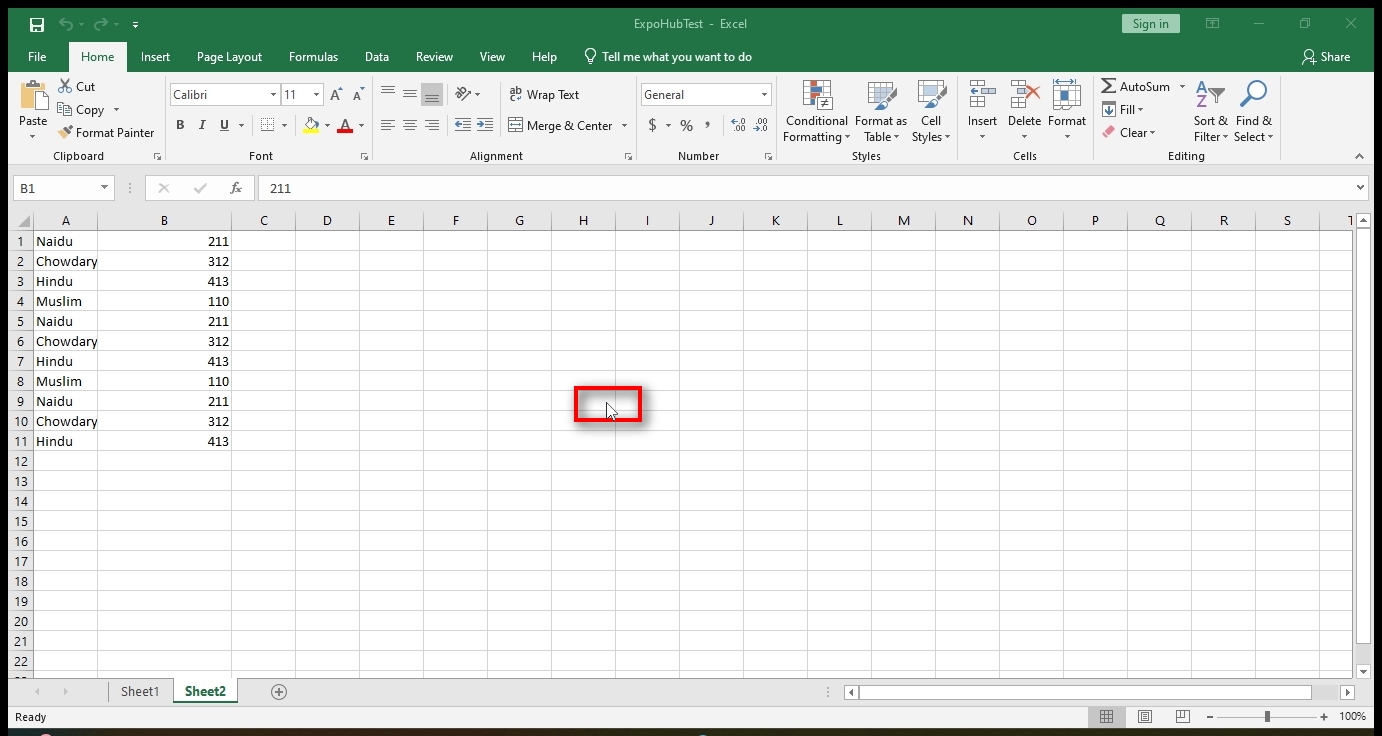 ExpoHubTest - Excel
Sign in
File Home Insert Page Layout Formulas Data Review View Help Tell me what you want to do Share
Paste
Cut
Copy
Format Painter
Clipboard
Calibri 11
B I U
Font
Wrap Text
Merge & Center
Alignment
General
$ % ,
Number
Conditional Formatting
Format as Table
Cell Styles
Styles
Insert Delete Format
Cells
AutoSum
Fill
Clear
Sort & Filter
Find & Select
Editing
B1 fx 211
A B C D E F G H I J K L M N O P Q R S T
1 Naidu 211
2 Chowdary 312
3 Hindu 413
4 Muslim 110
5 Naidu 211
6 Chowdary 312
7 Hindu 413
8 Muslim 110
9 Naidu 211
10 Chowdary 312
11 Hindu 413
12
13
14
15
16
17
18
19
20
21
22
Sheet1 Sheet2
Ready
100%